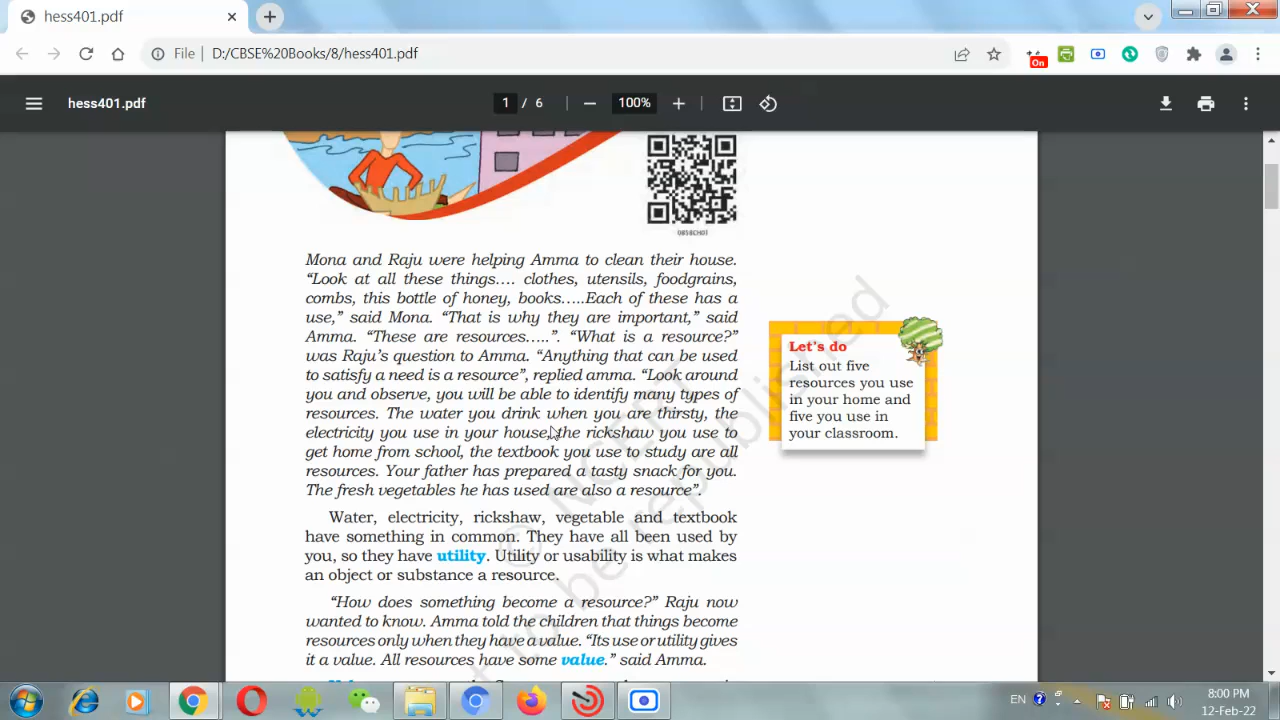 hess401.pdf
File | D:/CBSE%20Books/8/hess401.pdf
On
hess401.pdf
1 / 6
100%
0858CH01
Mona and Raju were helping Amma to clean their house.
“Look at all these things.... clothes, utensils, foodgrains,
combs, this bottle of honey, books.....Each of these has a
use,” said Mona. “That is why they are important,” said
Amma. “These are resources.....”. “What is a resource?”
was Raju’s question to Amma. “Anything that can be used
to satisfy a need is a resource”, replied amma. “Look around
you and observe, you will be able to identify many types of
resources. The water you drink when you are thirsty, the
electricity you use in your house, the rickshaw you use to
get home from school, the textbook you use to study are all
resources. Your father has prepared a tasty snack for you.
The fresh vegetables he has used are also a resource”.
Let’s do
List out five
resources you use
in your home and
five you use in
your classroom.
Water, electricity, rickshaw, vegetable and textbook
have something in common. They have all been used by
you, so they have utility. Utility or usability is what makes
an object or substance a resource.
“How does something become a resource?” Raju now
wanted to know. Amma told the children that things become
resources only when they have a value. “Its use or utility gives
it a value. All resources have some value.” said Amma.
© NCERT
t to be republished
EN
8:00 PM
12-Feb-22